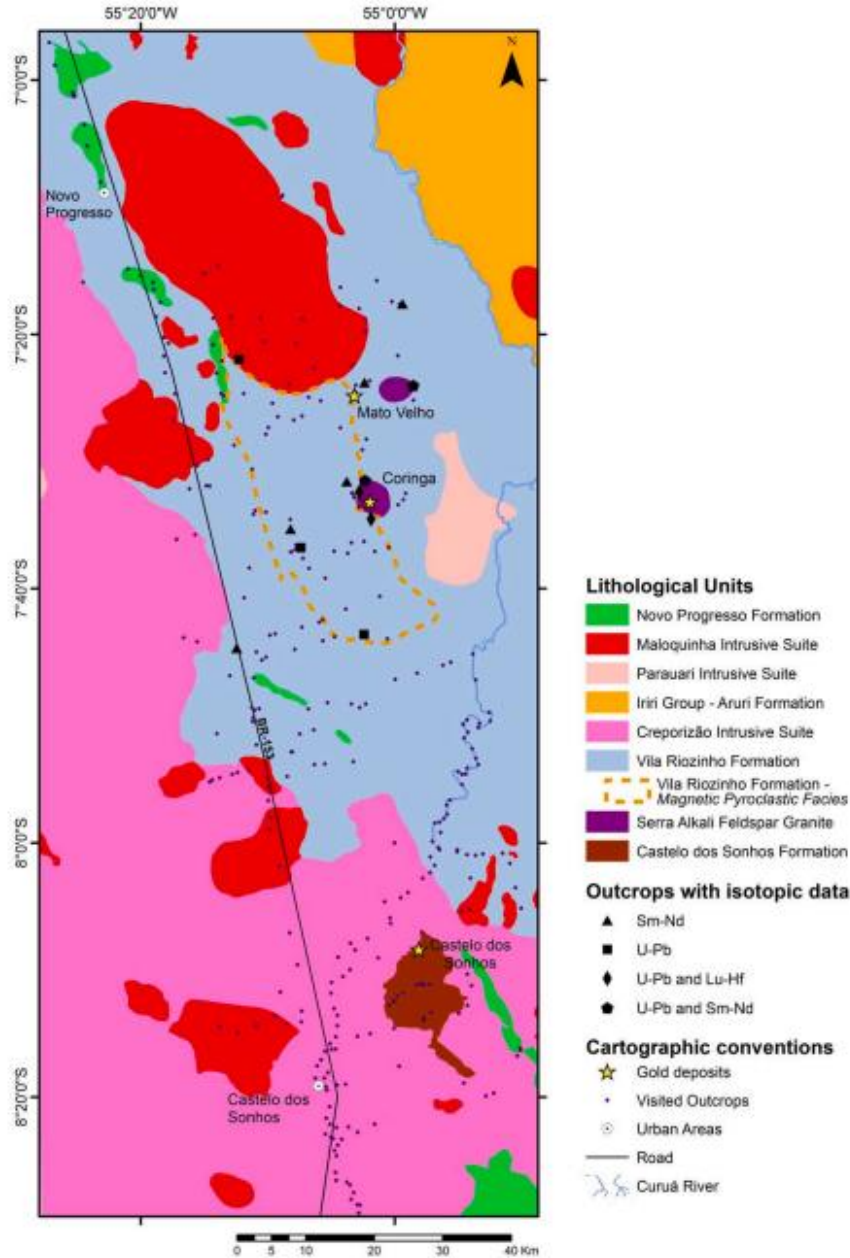 55°20'0"W
55°0'0"W
N
7°0'0"S
Novo
Progresso
7°20'0"S
Mato Velho
Coringa
7°40'0"S
BR-153
8°0'0"S
Castelo dos
Sonhos
Castelo dos
Sonhos
8°20'0"S
0 5 10 20 30 40 Km
Lithological Units
Novo Progresso Formation
Maloquinha Intrusive Suite
Parauari Intrusive Suite
Iriri Group - Aruri Formation
Creporizão Intrusive Suite
Vila Riozinho Formation
Vila Riozinho Formation -
Magnetic Pyroclastic Facies
Serra Alkali Feldspar Granite
Castelo dos Sonhos Formation
Outcrops with isotopic data
Sm-Nd
U-Pb
U-Pb and Lu-Hf
U-Pb and Sm-Nd
Cartographic conventions
Gold deposits
Visited Outcrops
Urban Areas
Road
Curuá River